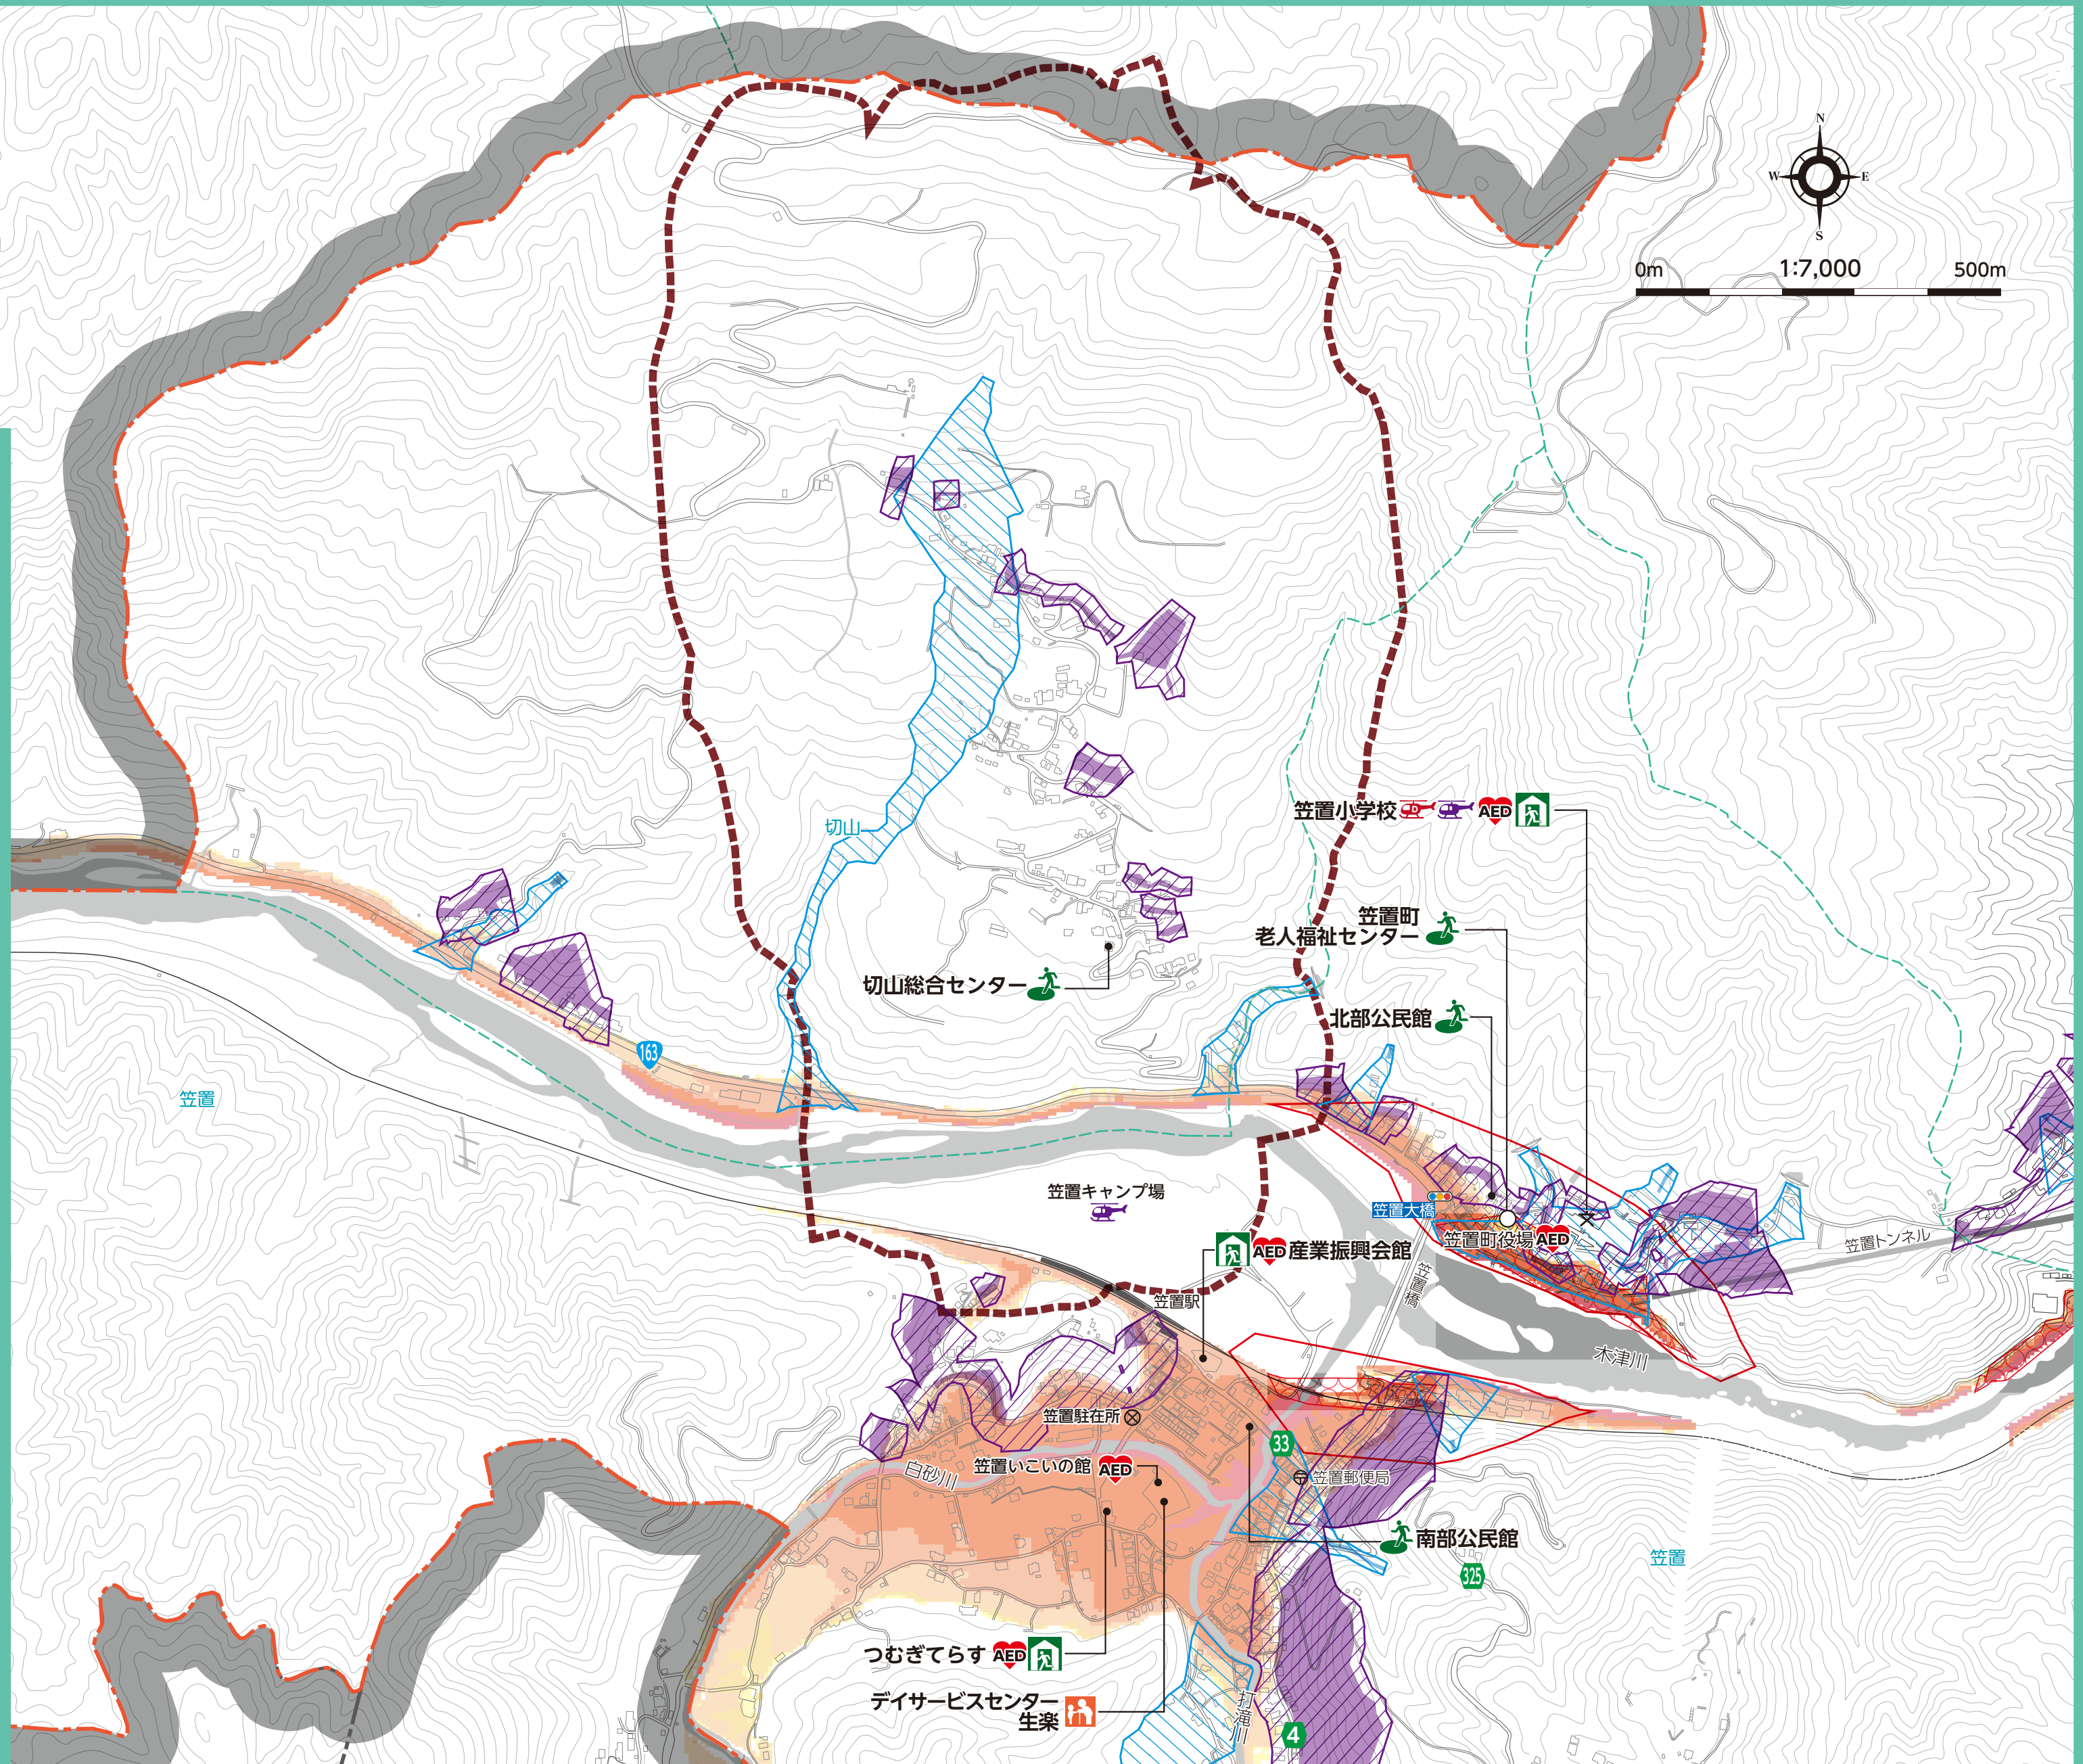 N
W
E
S
0m
1:7,000
500m
切山
笠置小学校
AED
笠置町
老人福祉センター
切山総合センター
北部公民館
163
笠置
笠置キャンプ場
笠置大橋
笠置町役場
AED
笠置トンネル
AED
産業振興会館
笠置橋
笠置駅
木津川
笠置駐在所
33
白砂川
笠置いこいの館
AED
笠置郵便局
南部公民館
笠置
325
つむぎてらす
AED
デイサービスセンター
生楽
打滝川
4